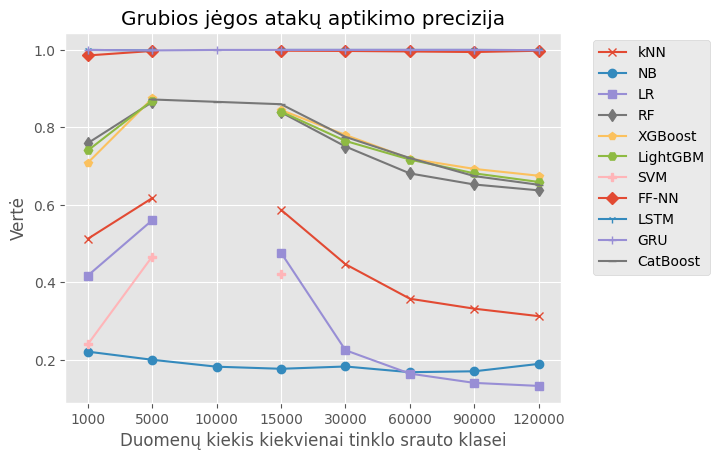 Grubios jėgos atakų aptikimo precizija
Vertė
1.0
0.8
0.6
0.4
0.2
1000 5000 10000 15000 30000 60000 90000 120000
Duomenų kiekis kiekvienai tinklo srauto klasei
kNN
NB
LR
RF
XGBoost
LightGBM
SVM
FF-NN
LSTM
GRU
CatBoost